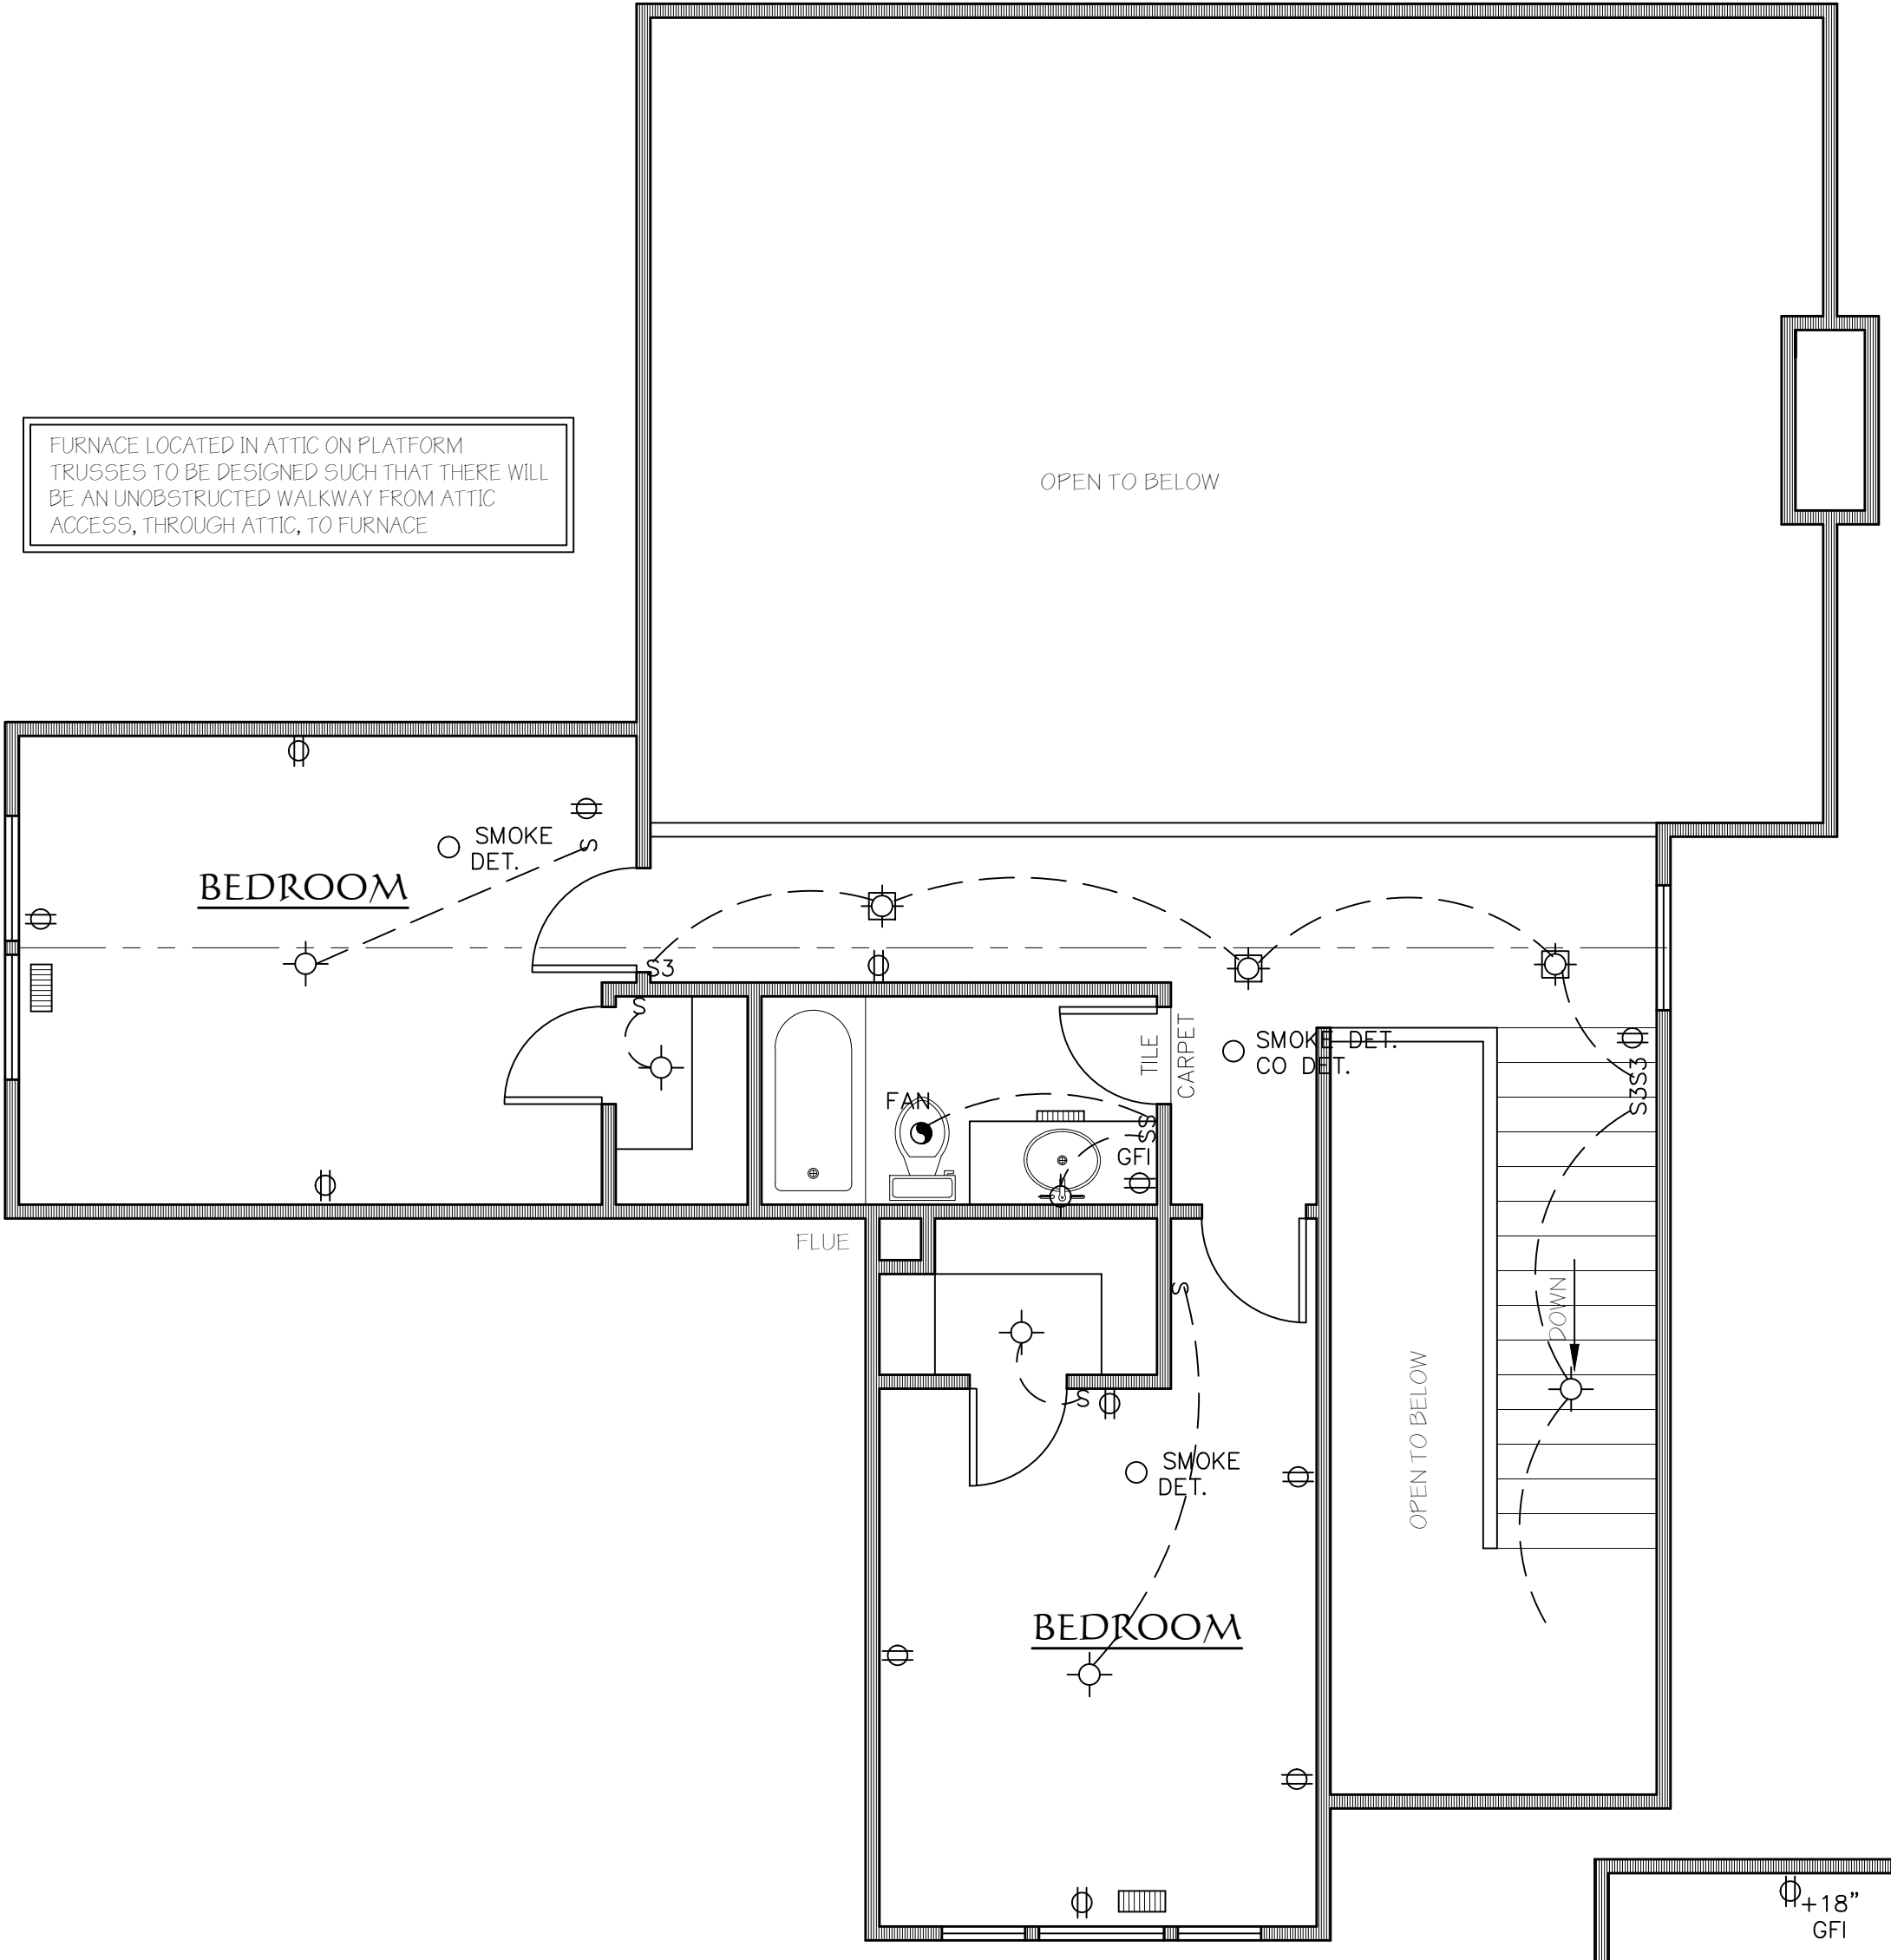 FURNACE LOCATED IN ATTIC ON PLATFORM
TRUSSES TO BE DESIGNED SUCH THAT THERE WILL
BE AN UNOBSTRUCTED WALKWAY FROM ATTIC
ACCESS, THROUGH ATTIC, TO FURNACE
OPEN TO BELOW
SMOKE
DET.
S
BEDROOM
S3
S
TILE
CARPET
SMOKE DET.
CO DET.
S3S3
FAN
SS
GFI
FLUE
S
DOWN
OPEN TO BELOW
S
SMOKE
DET.
BEDROOM
+18"
GFI